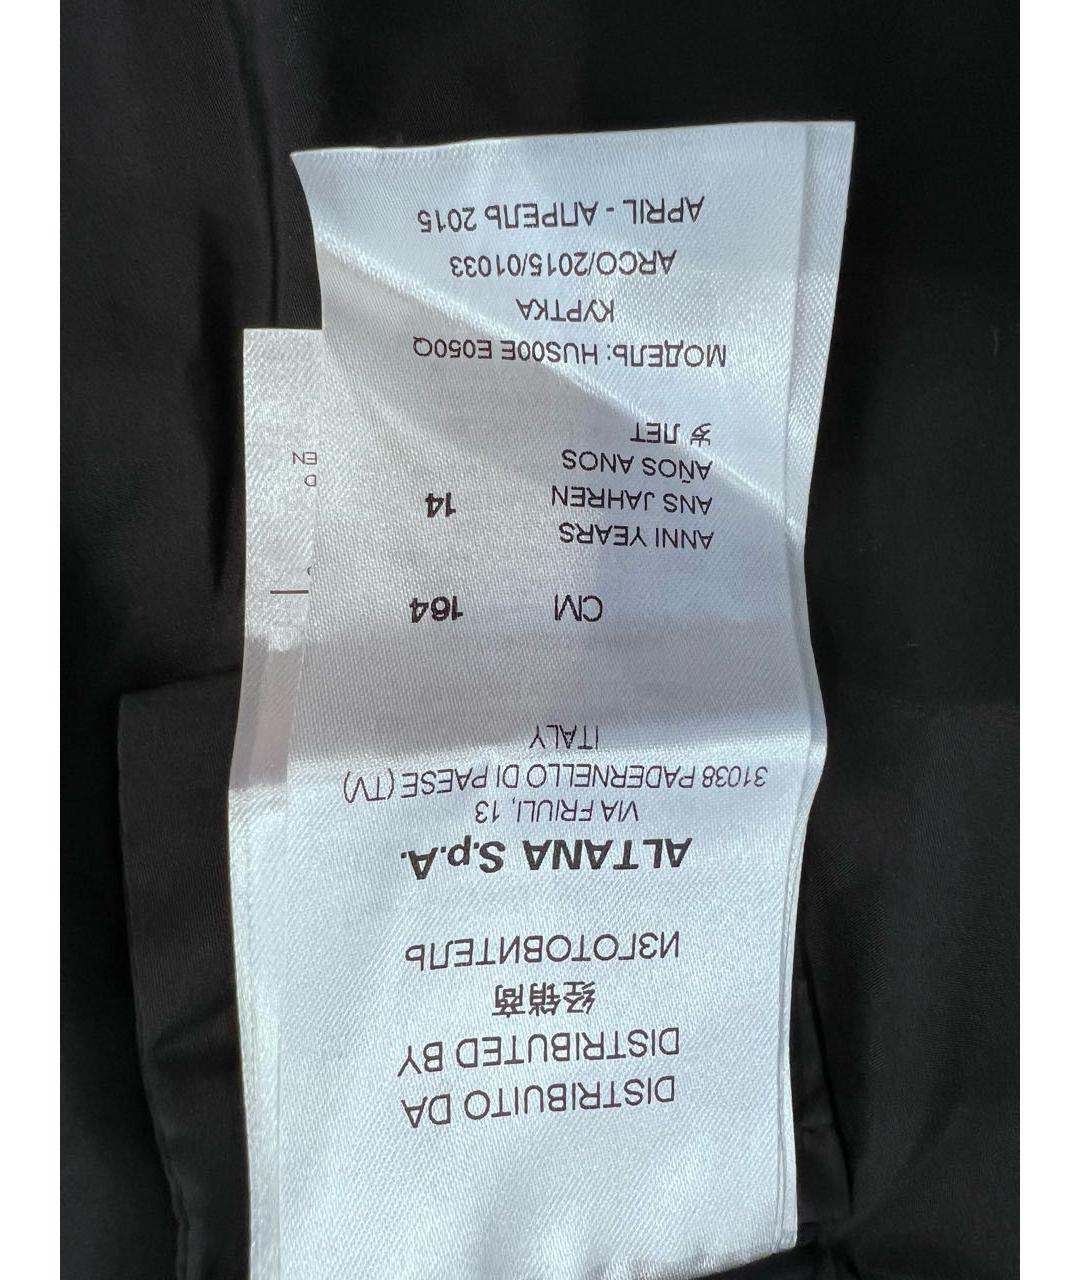 DISTRIBUITO DA
DISTRIBUTED BY
经销商
ИЗГОТОВИТЕЛЬ
ALTANA S.p.A.
VIA FRIULI, 13
31038 PADERNELLO DI PAESE (TV)
ITALY
CM 164
ANNI YEARS
ANS JAHREN 14
AÑOS ANOS
岁 ЛЕТ
МОДЕЛЬ: HUS00E E050Q
КУРТКА
ARCO/2015/01033
APRIL - АПРЕЛЬ 2015
D
EN